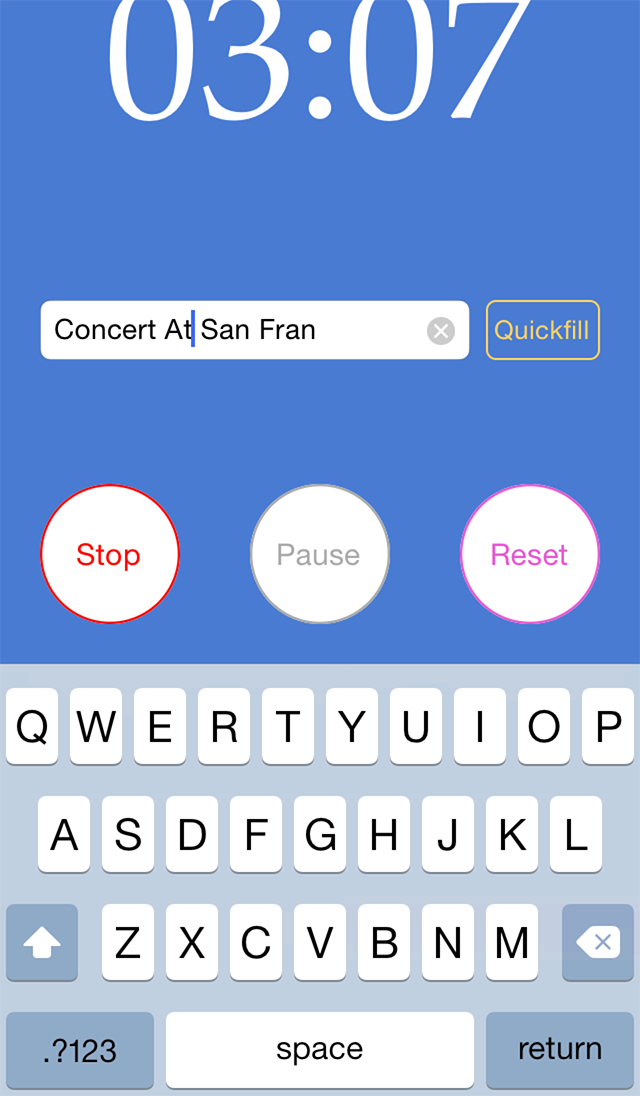 03:07
Concert At San Fran
Quickfill
Stop Pause Reset
Q W E R T Y U I O P
A S D F G H J K L
Z X C V B N M
.?123 space return